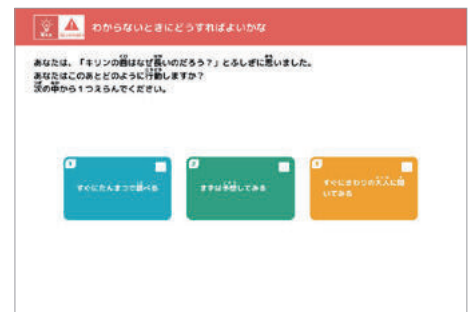 わからないときにどうすればよいかな
あなたは、「キリンの首はなぜ長いのだろう？」とふしぎに思いました。
あなたはこのあとどのように行動しますか？
次の中から1つえらんでください。
1
すぐにたんまつで調べる
2
まずは予想してみる
3
すぐにまわりの大人に聞
いてみる